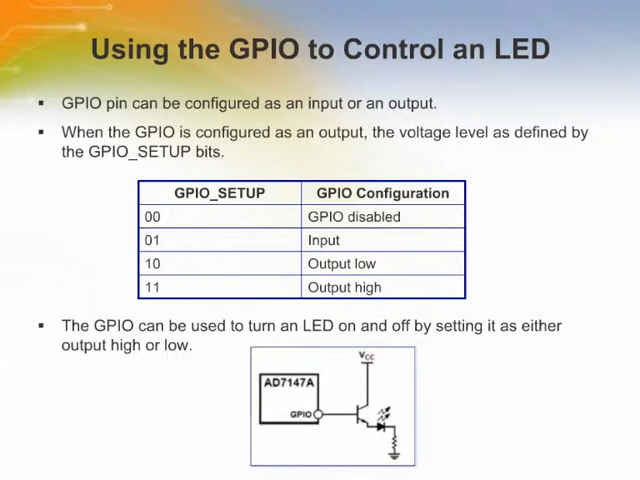 Using the GPIO to Control an LED
▪ GPIO pin can be configured as an input or an output.
▪ When the GPIO is configured as an output, the voltage level as defined by
the GPIO_SETUP bits.
GPIO_SETUP GPIO Configuration
00 GPIO disabled
01 Input
10 Output low
11 Output high
▪ The GPIO can be used to turn an LED on and off by setting it as either
output high or low.
VCC
AD7147A
GPIO